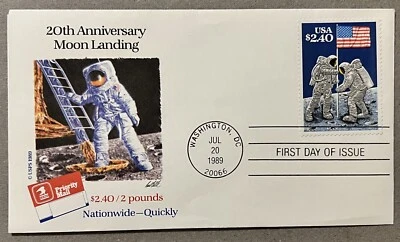 20th Anniversary
Moon Landing
© USPS 1989
Priority
Mail
$2.40/2 pounds
Nationwide—Quickly
WASHINGTON, DC
JUL
20
1989
20066
FIRST DAY OF ISSUE
USA
$2.40